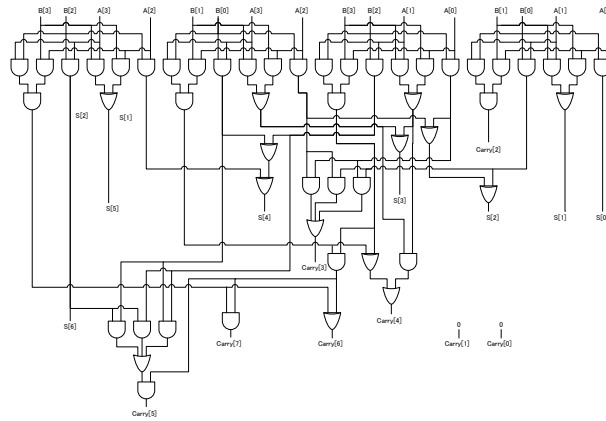 B[3] B[2] A[3] A[2] B[1] B[0] A[3] A[2] B[3] B[2] A[1] A[0] B[1] B[0] A[1]
S[2] S[1]
Carry[2]
S[5] S[4] S[3] S[2] S[1] S[0
Carry[3]
S[6] Carry[4]
0 0
Carry[7] Carry[6] Carry[1] Carry[0]
Carry[5]